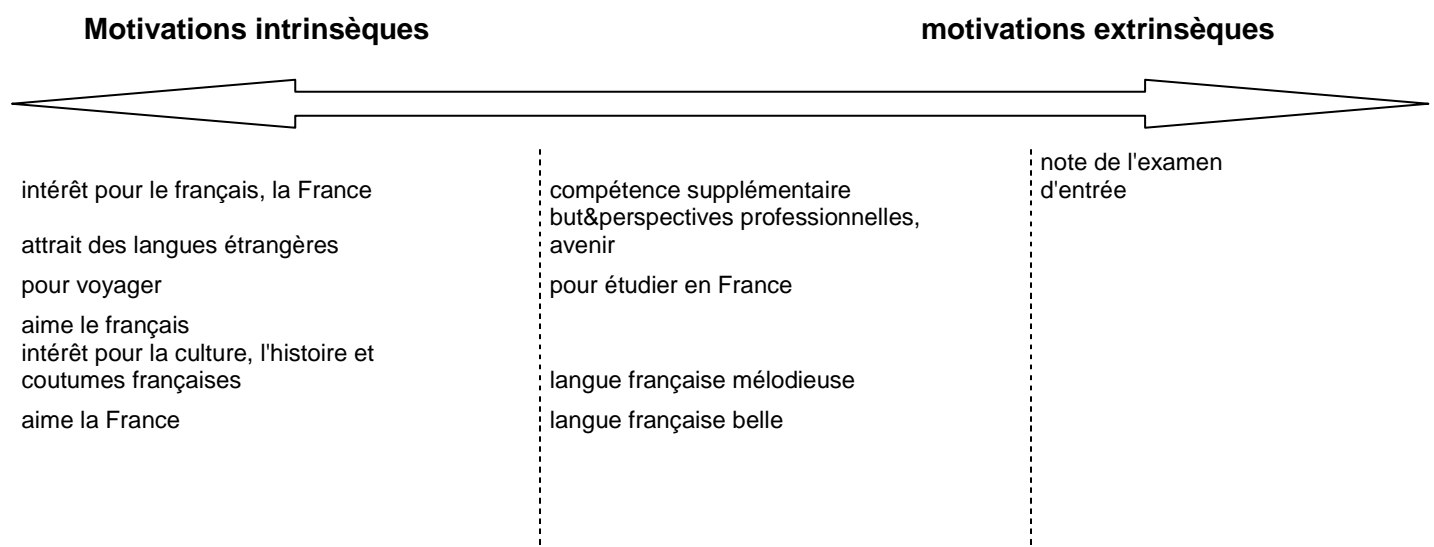 Motivations intrinsèques
motivations extrinsèques
intérêt pour le français, la France
attrait des langues étrangères
pour voyager
aime le français
intérêt pour la culture, l'histoire et
coutumes françaises
aime la France
compétence supplémentaire
but&perspectives professionnelles,
avenir
pour étudier en France
langue française mélodieuse
langue française belle
note de l'examen
d'entrée